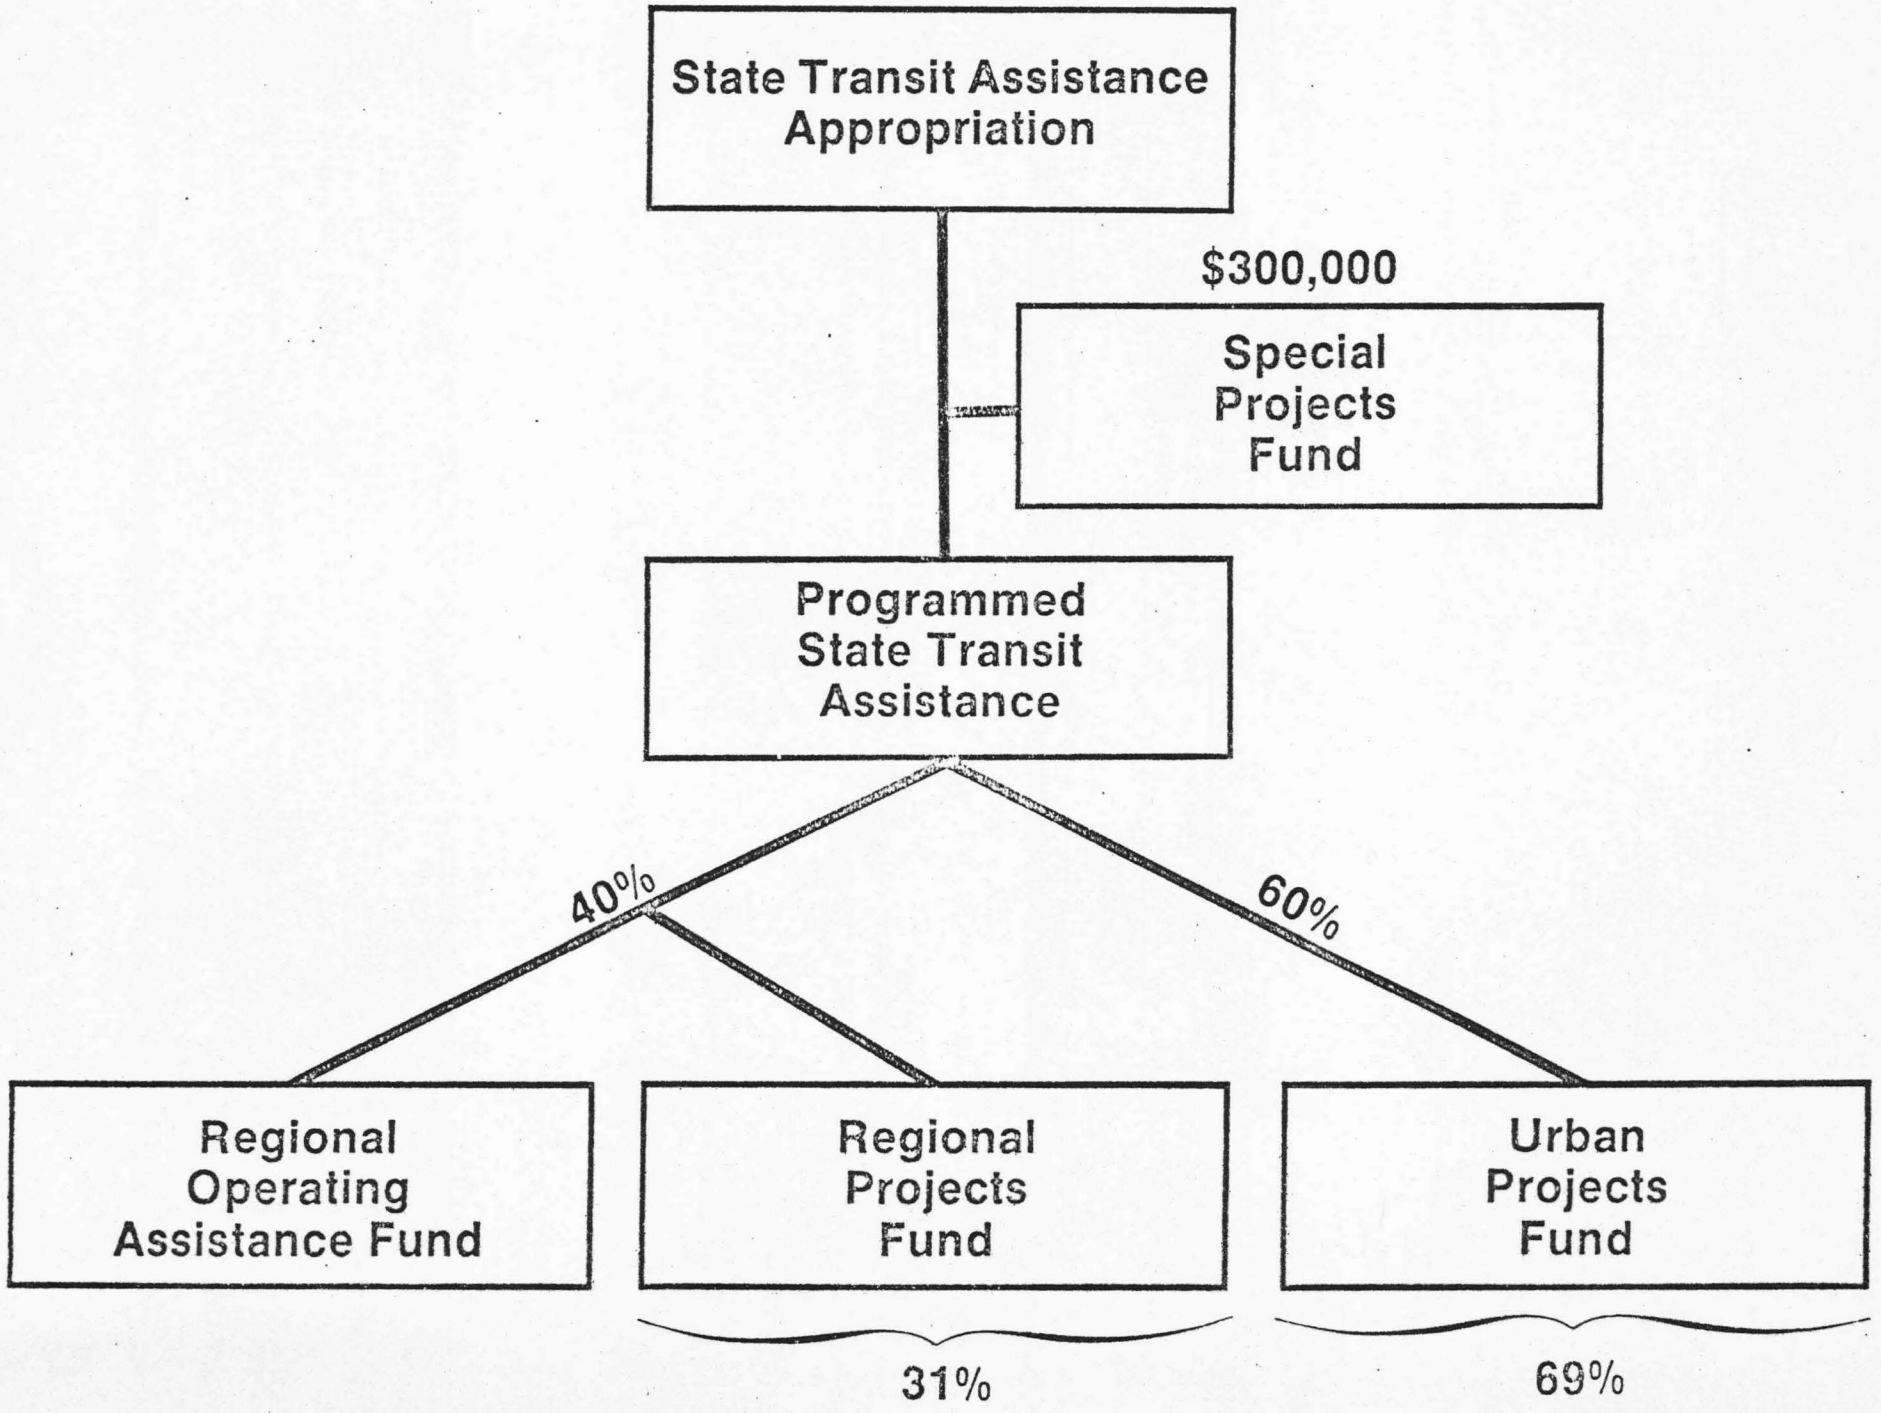 State Transit Assistance
Appropriation
$300,000
Special
Projects
Fund
Programmed
State Transit
Assistance
40%
60%
Regional
Operating
Assistance Fund
Regional
Projects
Fund
Urban
Projects
Fund
31%
69%